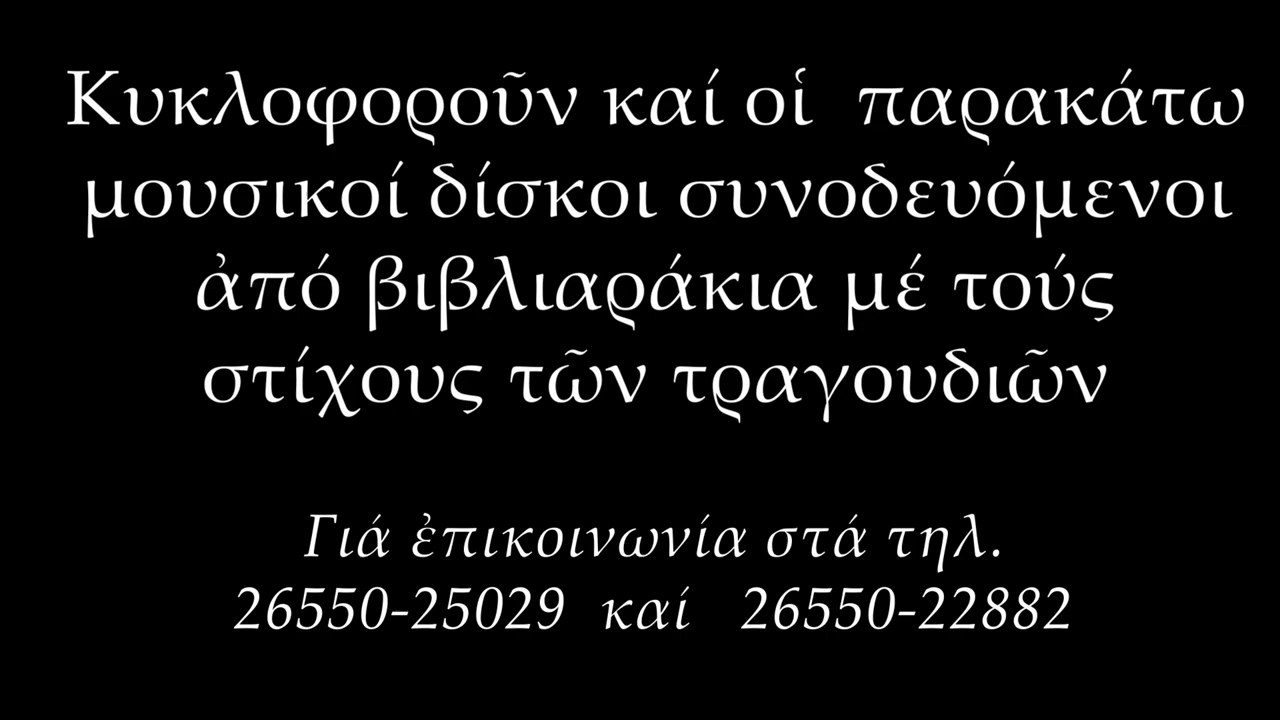 Κυκλοφοροῦν καί οἱ παρακάτω
μουσικοί δίσκοι συνοδευόμενοι
ἀπό βιβλιαράκια μέ τούς
στίχους τῶν τραγουδιῶν
Γιά ἐπικοινωνία στά τηλ.
26550-25029 καί 26550-22882